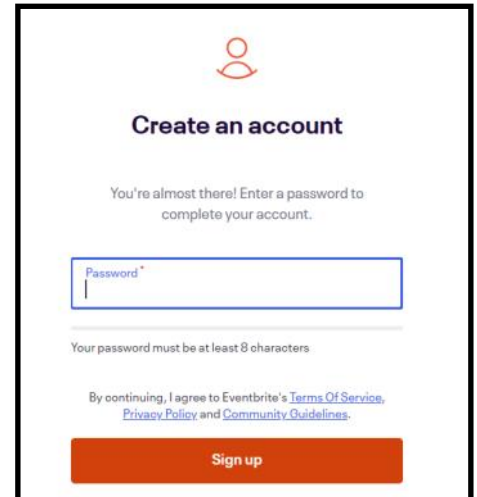 Create an account
You're almost there! Enter a password to
complete your account.
Password *
Your password must be at least 8 characters
By continuing, I agree to Eventbrite's Terms Of Service,
Privacy Policy and Community Guidelines.
Sign up